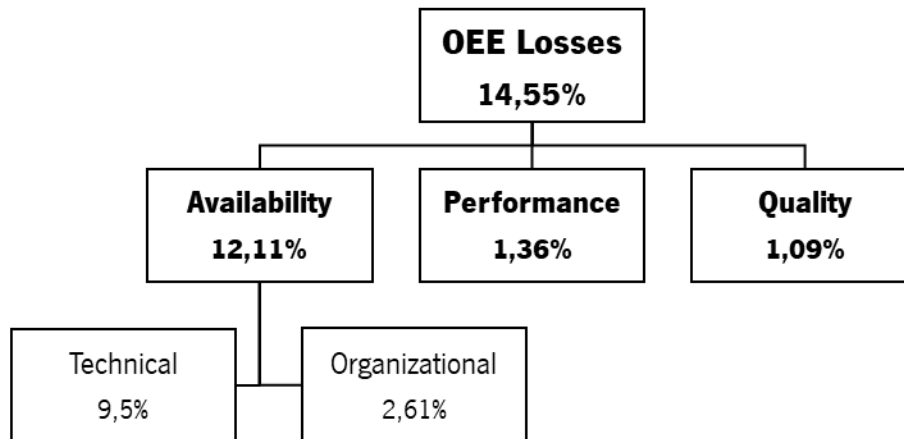 OEE Losses
14,55%
Availability
12,11%
Performance
1,36%
Quality
1,09%
Technical
9,5%
Organizational
2,61%